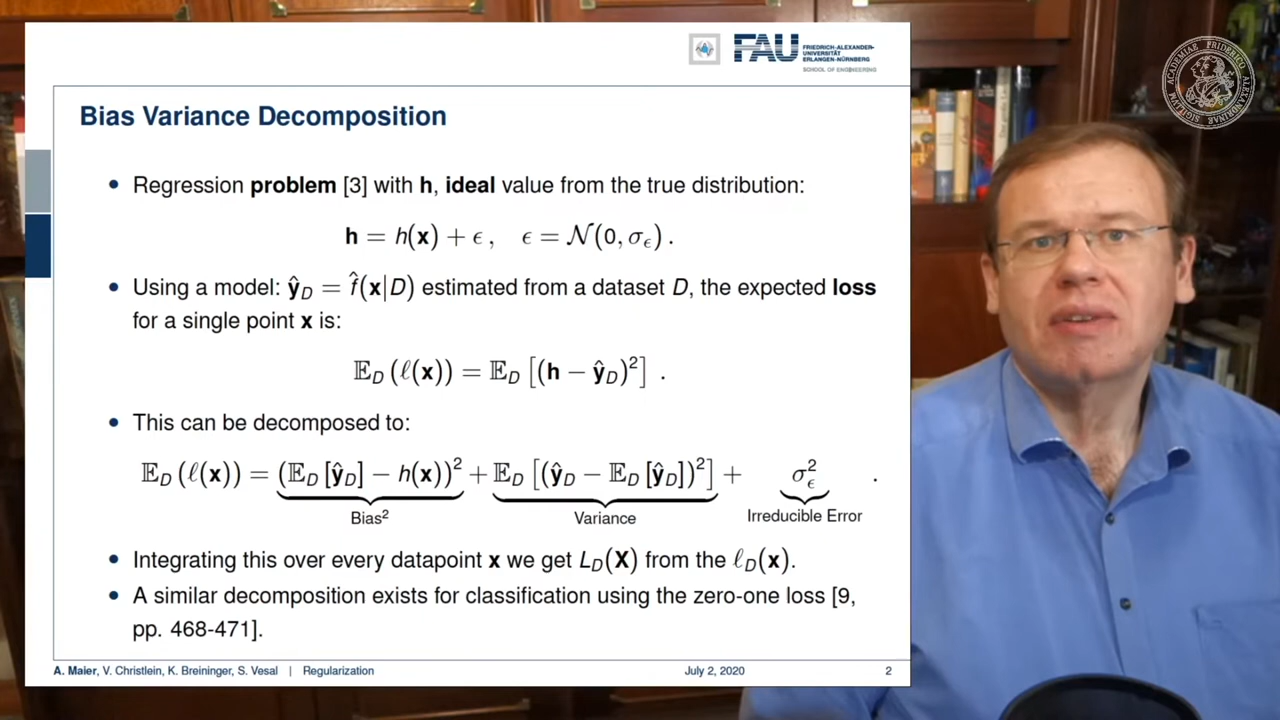 FAU FRIEDRICH-ALEXANDER-
UNIVERSITÄT
ERLANGEN-NÜRNBERG
SCHOOL OF ENGINEERING
Bias Variance Decomposition
• Regression problem [3] with h, ideal value from the true distribution:
h = h(x) + ϵ, ϵ = 𝒩(0, σ_ϵ).
• Using a model: ŷ_D = f̂(x|D) estimated from a dataset D, the expected loss
for a single point x is:
𝔼_D (ℓ(x)) = 𝔼_D [(h − ŷ_D)²] .
• This can be decomposed to:
𝔼_D (ℓ(x)) = (𝔼_D [ŷ_D] − h(x))² + 𝔼_D [(ŷ_D − 𝔼_D [ŷ_D])²] + σ_ϵ² .
Bias² Variance Irreducible Error
• Integrating this over every datapoint x we get L_D(X) from the ℓ_D(x).
• A similar decomposition exists for classification using the zero-one loss [9,
pp. 468-471].
A. Maier, V. Christlein, K. Breininger, S. Vesal | Regularization July 2, 2020 2